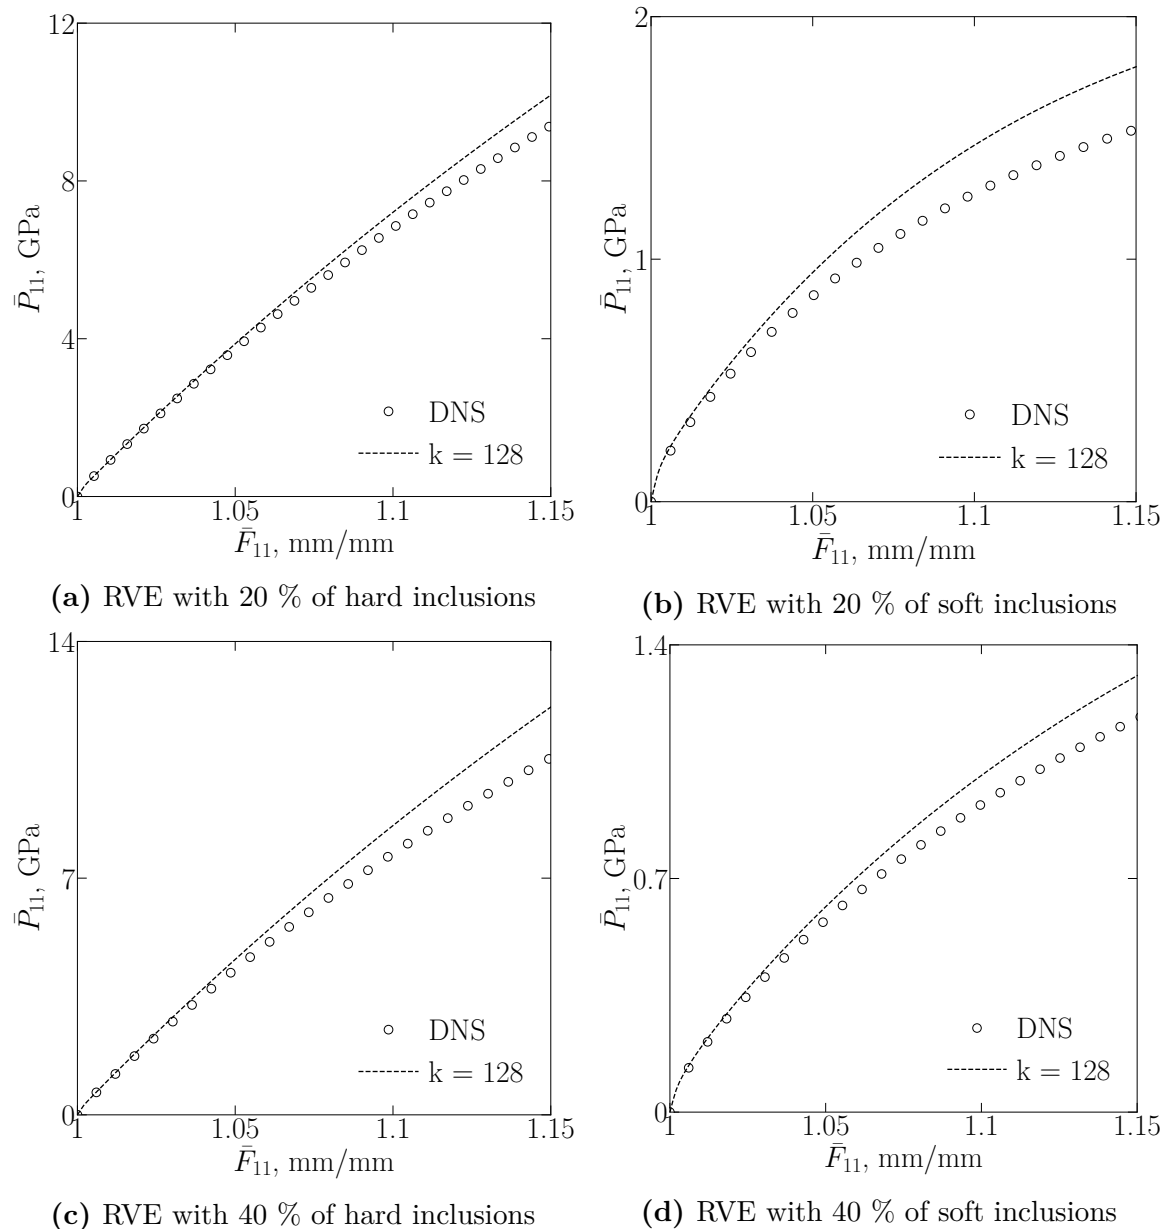 12
8
4
0
P̄₁₁, GPa
DNS
k = 128
1
1.05
1.1
1.15
F̄₁₁, mm/mm
(a) RVE with 20 % of hard inclusions
2
1
0
P̄₁₁, GPa
DNS
k = 128
1
1.05
1.1
1.15
F̄₁₁, mm/mm
(b) RVE with 20 % of soft inclusions
14
7
0
P̄₁₁, GPa
DNS
k = 128
1
1.05
1.1
1.15
F̄₁₁, mm/mm
(c) RVE with 40 % of hard inclusions
1.4
0.7
0
P̄₁₁, GPa
DNS
k = 128
1
1.05
1.1
1.15
F̄₁₁, mm/mm
(d) RVE with 40 % of soft inclusions